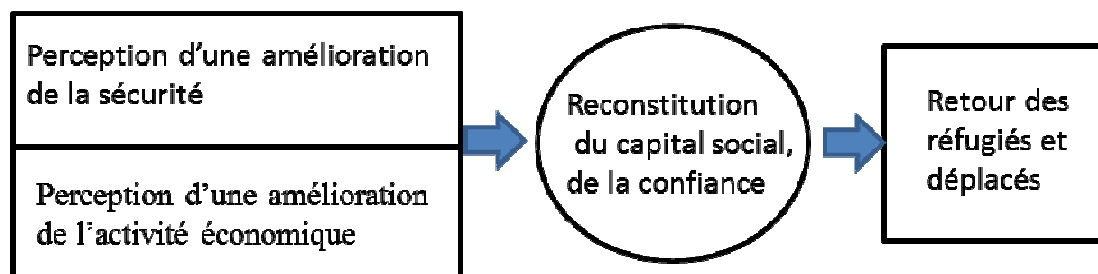 Perception d'une amélioration
de la sécurité
Perception d'une amélioration
de l'activité économique
Reconstitution
du capital social,
de la confiance
Retour des
réfugiés et
déplacés